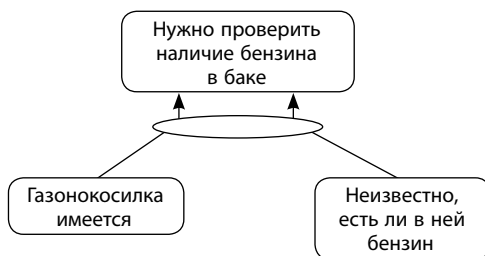 Нужно проверить
наличие бензина
в баке
Газонокосилка
имеется
Неизвестно,
есть ли в ней
бензин